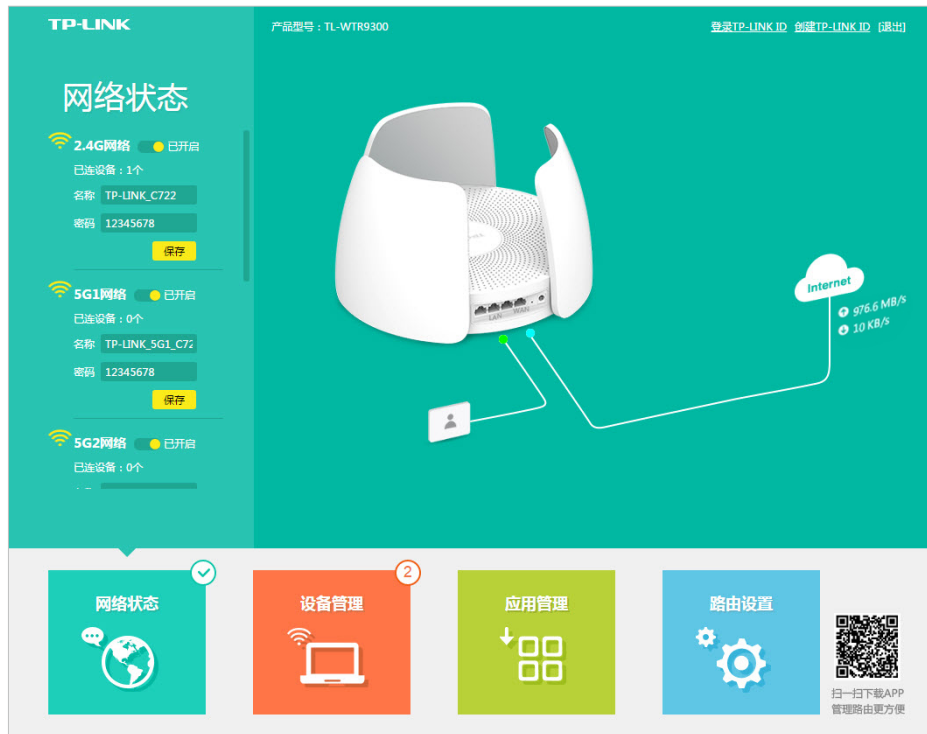 TP-LINK
产品型号：TL-WTR9300
登录TP-LINK ID 创建TP-LINK ID [退出]
网络状态
2.4G网络 已开启
已连设备：1个
名称 TP-LINK_C722
密码 12345678
保存
5G1网络 已开启
已连设备：0个
名称 TP-LINK_5G1_C72
密码 12345678
保存
5G2网络 已开启
已连设备：0个
LAN WAN
Internet
976.6 MB/s
10 KB/s
网络状态
设备管理
2
应用管理
路由设置
扫一扫下载APP
管理路由更方便